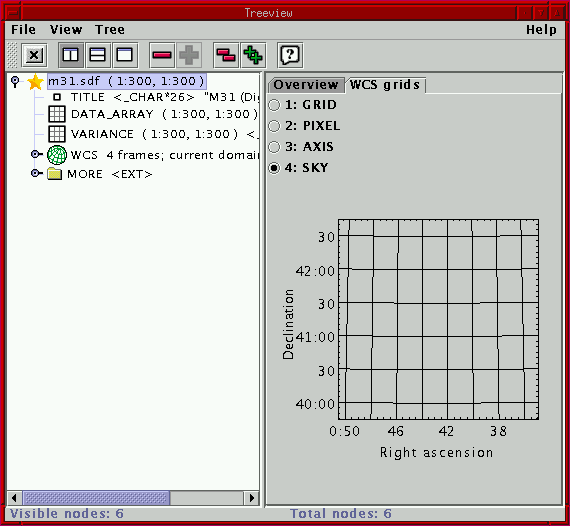 Treeview
File View Tree Help
m31.sdf ( 1:300, 1:300 )
TITLE <_CHAR*26> "M31 (Di
DATA_ARRAY ( 1:300, 1:300 )
VARIANCE ( 1:300, 1:300 ) <_
WCS 4 frames; current domain
MORE <EXT>
Overview WCS grids
1: GRID
2: PIXEL
3: AXIS
4: SKY
30
42:00
30
41:00
30
40:00
Declination
0:50 46 42 38
Right ascension
Visible nodes: 6 Total nodes: 6